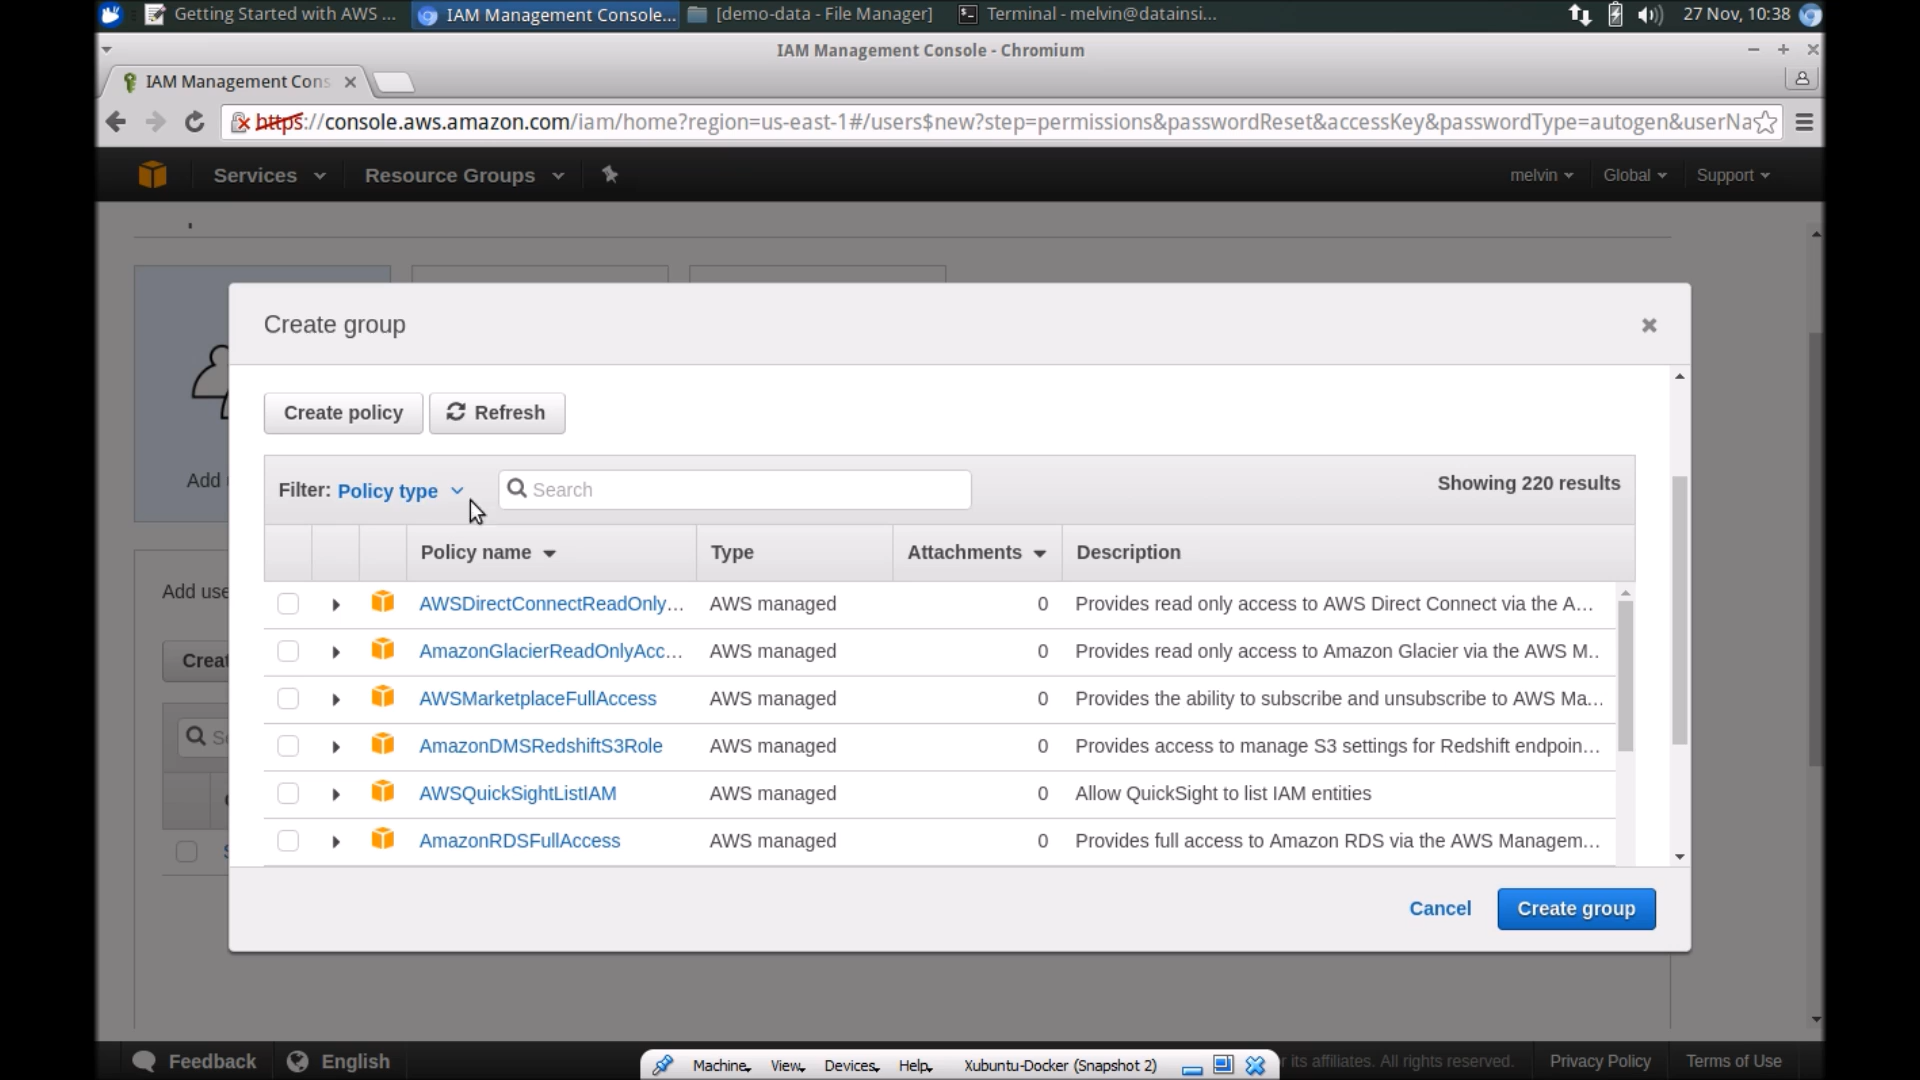 Getting Started with AWS ...
IAM Management Console...
[demo-data - File Manager]
Terminal - melvin@datainsi...
27 Nov, 10:38
IAM Management Console - Chromium
IAM Management Cons
https://console.aws.amazon.com/iam/home?region=us-east-1#/users$new?step=permissions&passwordReset&accessKey&passwordType=autogen&userNa
Services
Resource Groups
melvin
Global
Support
Create group
Create policy
Refresh
Add
Filter: Policy type
Search
Showing 220 results
Policy name
Type
Attachments
Description
Add use
AWSDirectConnectReadOnly... AWS managed 0 Provides read only access to AWS Direct Connect via the A...
AmazonGlacierReadOnlyAcc... AWS managed 0 Provides read only access to Amazon Glacier via the AWS M..
Creat
AWSMarketplaceFullAccess AWS managed 0 Provides the ability to subscribe and unsubscribe to AWS Ma...
AmazonDMSRedshiftS3Role AWS managed 0 Provides access to manage S3 settings for Redshift endpoin...
AWSQuickSightListIAM AWS managed 0 Allow QuickSight to list IAM entities
AmazonRDSFullAccess AWS managed 0 Provides full access to Amazon RDS via the AWS Managem...
Cancel
Create group
Feedback
English
Machine
View
Devices
Help
Xubuntu-Docker (Snapshot 2)
its affiliates. All rights reserved.
Privacy Policy
Terms of Use